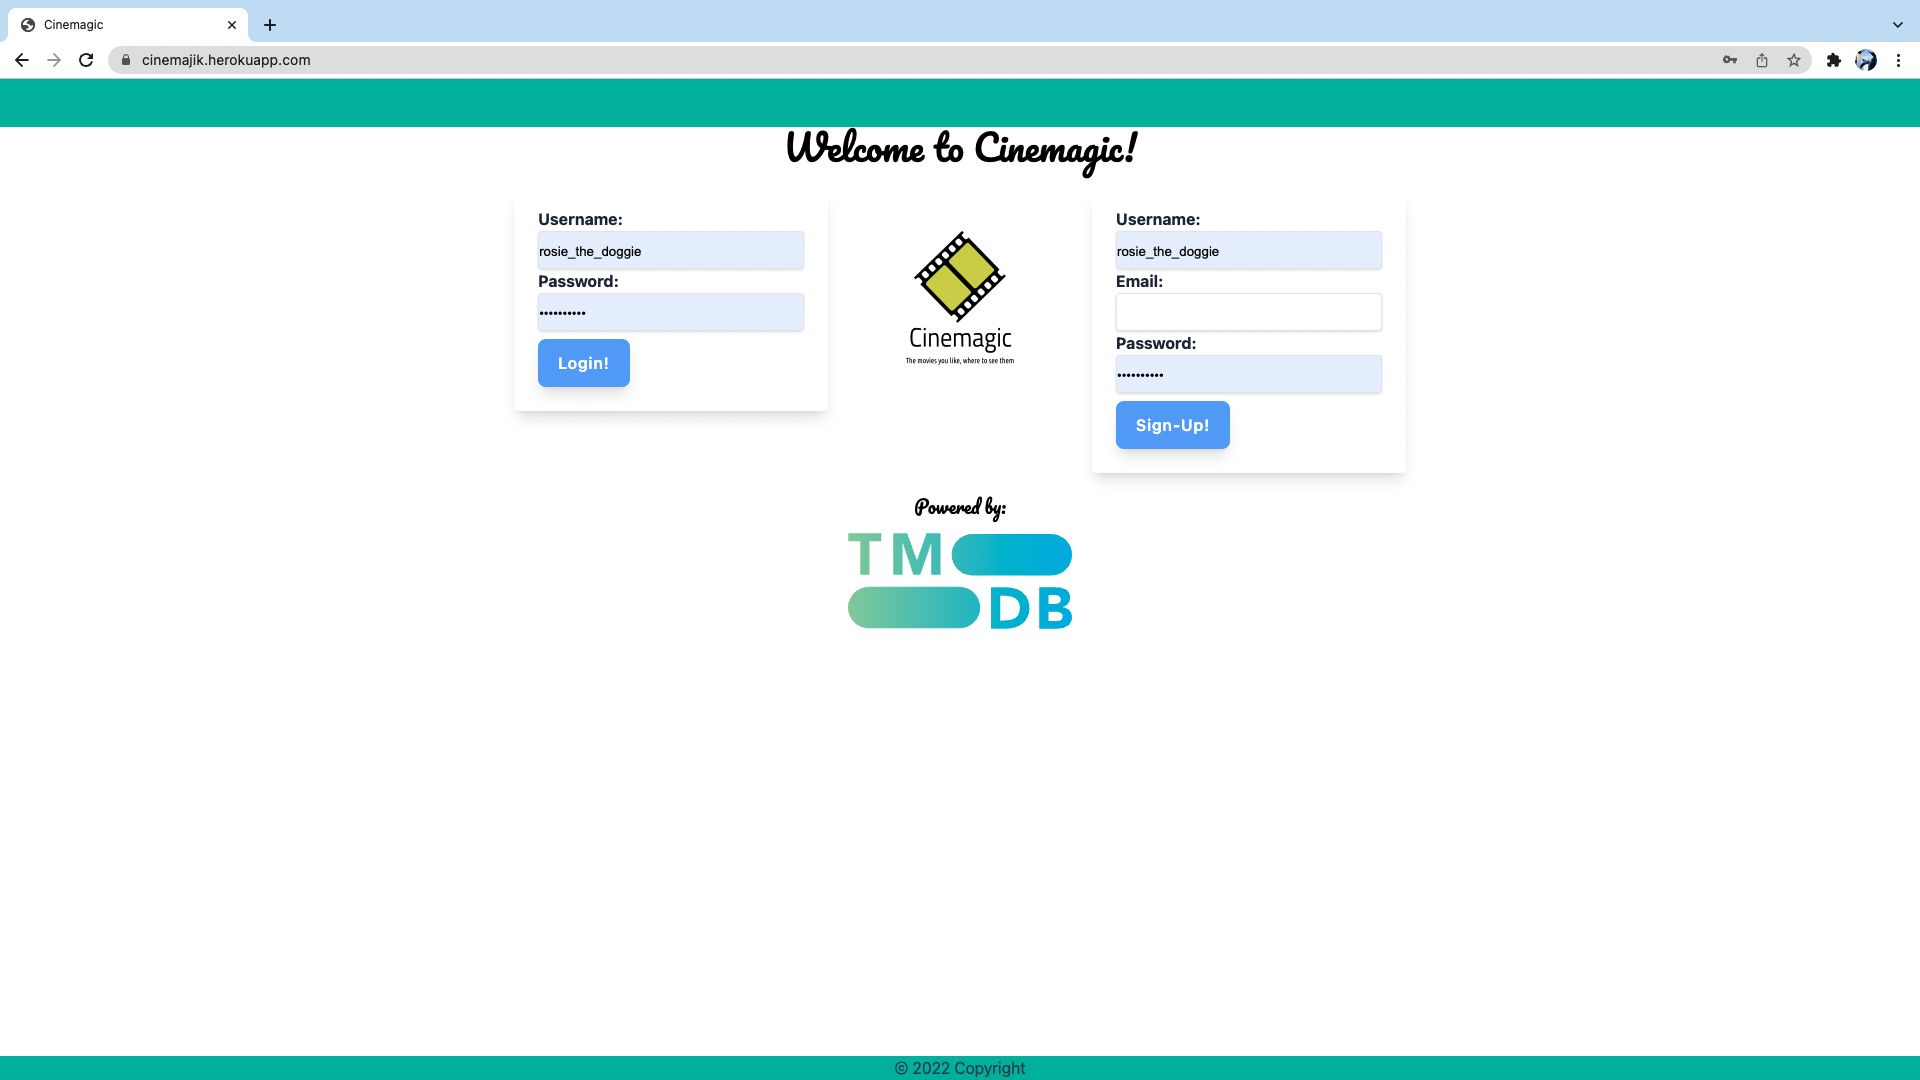 Cinemagic
cinemajik.herokuapp.com
Welcome to Cinemagic!
Username:
rosie_the_doggie
Password:
••••••••••
Login!
Cinemagic
The movies you like, where to see them
Username:
rosie_the_doggie
Email:
Password:
••••••••••
Sign-Up!
Powered by:
TM
DB
© 2022 Copyright